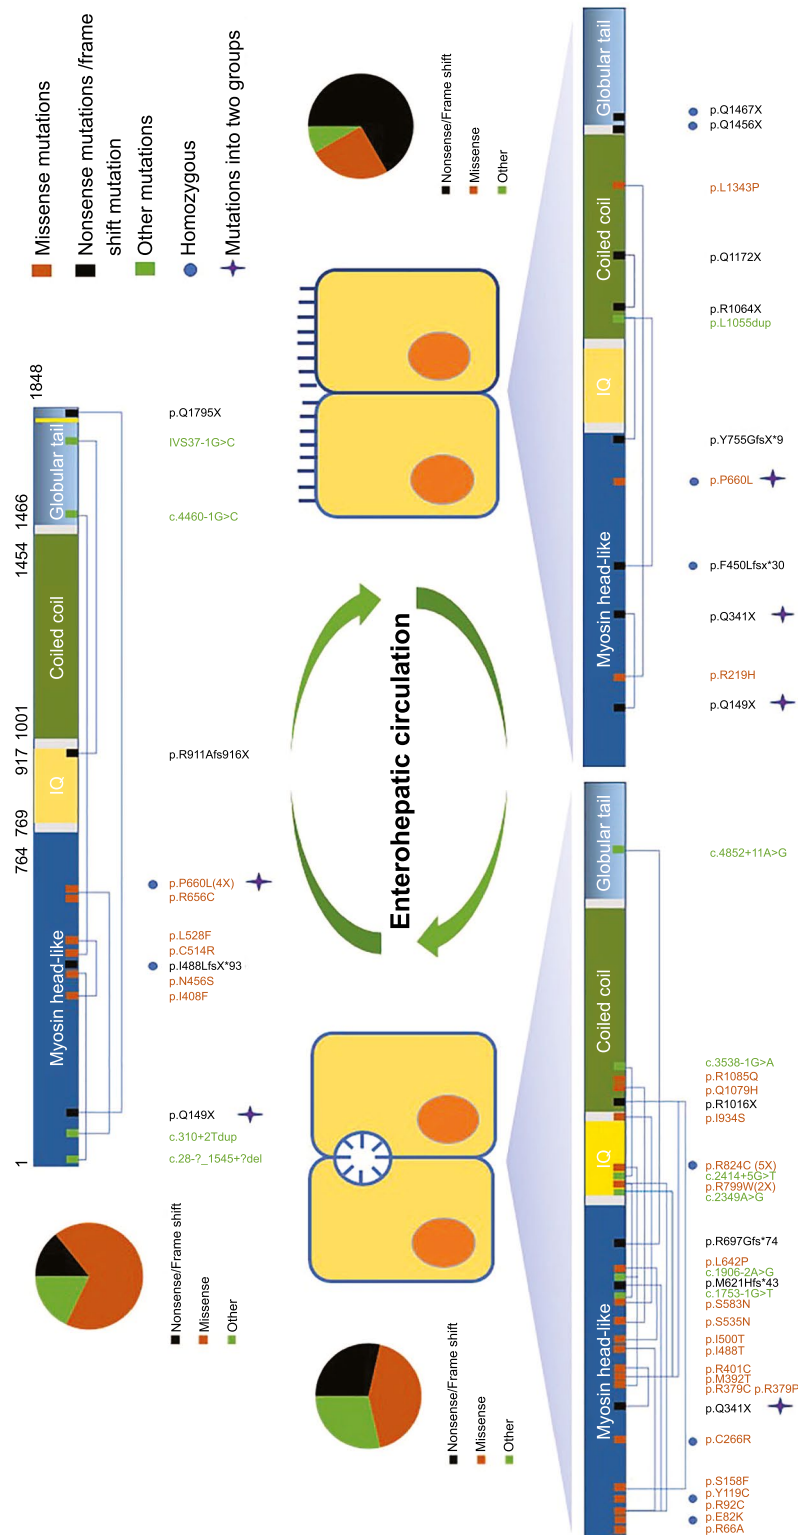 Missense mutations
Nonsense mutations /frame
shift mutation
Other mutations
Homozygous
Mutations into two groups
Nonsense/Frame shift
Missense
Other
1
764
769
917
1001
1454
1466
1848
Myosin head-like
IQ
Coiled coil
Globular tail
p.Q1795X
IVS37-1G>C
c.4460-1G>C
p.R911Afs916X
p.P660L(4X)
p.R656C
p.L528F
p.C514R
p.I488LfsX*93
p.N456S
p.I408F
p.Q149X
c.310+2Tdup
c.28-?_1545+?del
Nonsense/Frame shift
Missense
Other
Enterohepatic circulation
Nonsense/Frame shift
Missense
Other
Myosin head-like
IQ
Coiled coil
Globular tail
p.Q1467X
p.Q1456X
p.L1343P
p.Q1172X
p.R1064X
p.L1055dup
p.Y755GfsX*9
p.P660L
p.F450Lfsx*30
p.Q341X
p.R219H
p.Q149X
Myosin head-like
IQ
Coiled coil
Globular tail
c.4852+11A>G
c.3538-1G>A
p.R1085Q
p.Q1079H
p.R1016X
p.I934S
p.R824C (5X)
c.2414+5G>T
p.R799W(2X)
c.2349A>G
p.R697Gfs*74
p.L642P
c.1906-2A>G
p.M621Hfs*43
c.1753-1G>T
p.S583N
p.S535N
p.I500T
p.I488T
p.R401C
p.M392T
p.R379C p.R379P
p.Q341X
p.C266R
p.S158F
p.Y119C
p.R92C
p.E82K
p.R66A